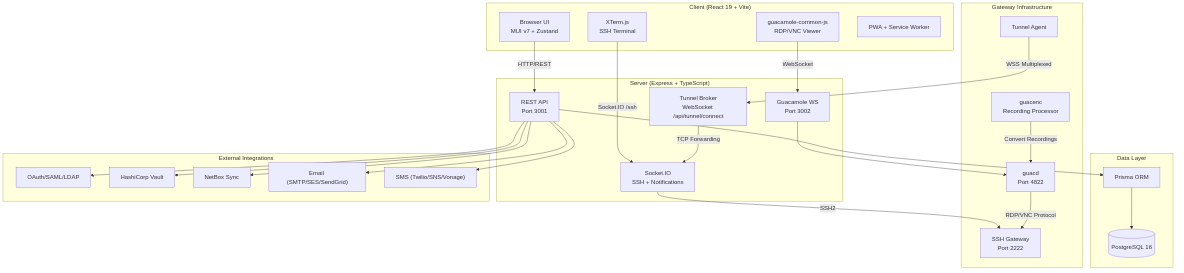 Client (React 19 + Vite)
Browser UI
MUI v7 + Zustand
XTerm.js
SSH Terminal
guacamole-common-js
RDP/VNC Viewer
PWA + Service Worker
Gateway Infrastructure
Tunnel Agent
HTTP/REST
WebSocket
WSS Multiplexed
Server (Express + TypeScript)
REST API
Port 3001
Socket.IO /ssh
Tunnel Broker
WebSocket
/api/tunnel/connect
Guacamole WS
Port 3002
guacenc
Recording Processor
TCP Forwarding
Convert Recordings
External Integrations
OAuth/SAML/LDAP
HashiCorp Vault
NetBox Sync
Email
(SMTP/SES/SendGrid)
SMS (Twilio/SNS/Vonage)
Socket.IO
SSH + Notifications
guacd
Port 4822
Data Layer
Prisma ORM
SSH2
RDP/VNC Protocol
SSH Gateway
Port 2222
PostgreSQL 16